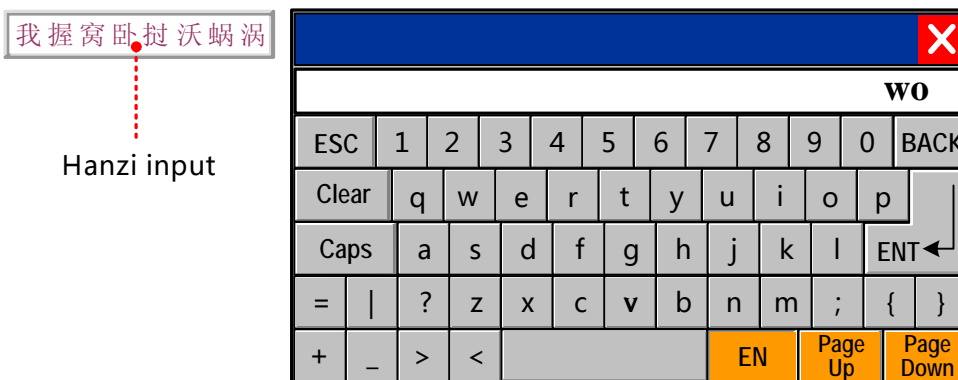 我握窝卧挝沃蜗涡
Hanzi input
X
wo
ESC 1 2 3 4 5 6 7 8 9 0 BACK
Clear q w e r t y u i o p
Caps a s d f g h j k l ENT
= | ? z x c v b n m ; { }
+ _ > < EN Page Up Page Down